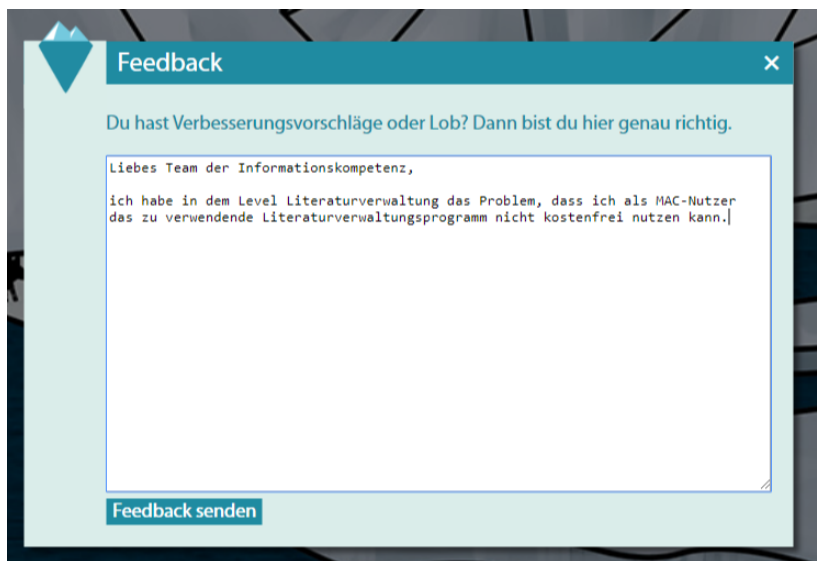 Feedback
×
Du hast Verbesserungsvorschläge oder Lob? Dann bist du hier genau richtig.
Liebes Team der Informationskompetenz,
ich habe in dem Level Literaturverwaltung das Problem, dass ich als MAC-Nutzer
das zu verwendende Literaturverwaltungsprogramm nicht kostenfrei nutzen kann.
Feedback senden